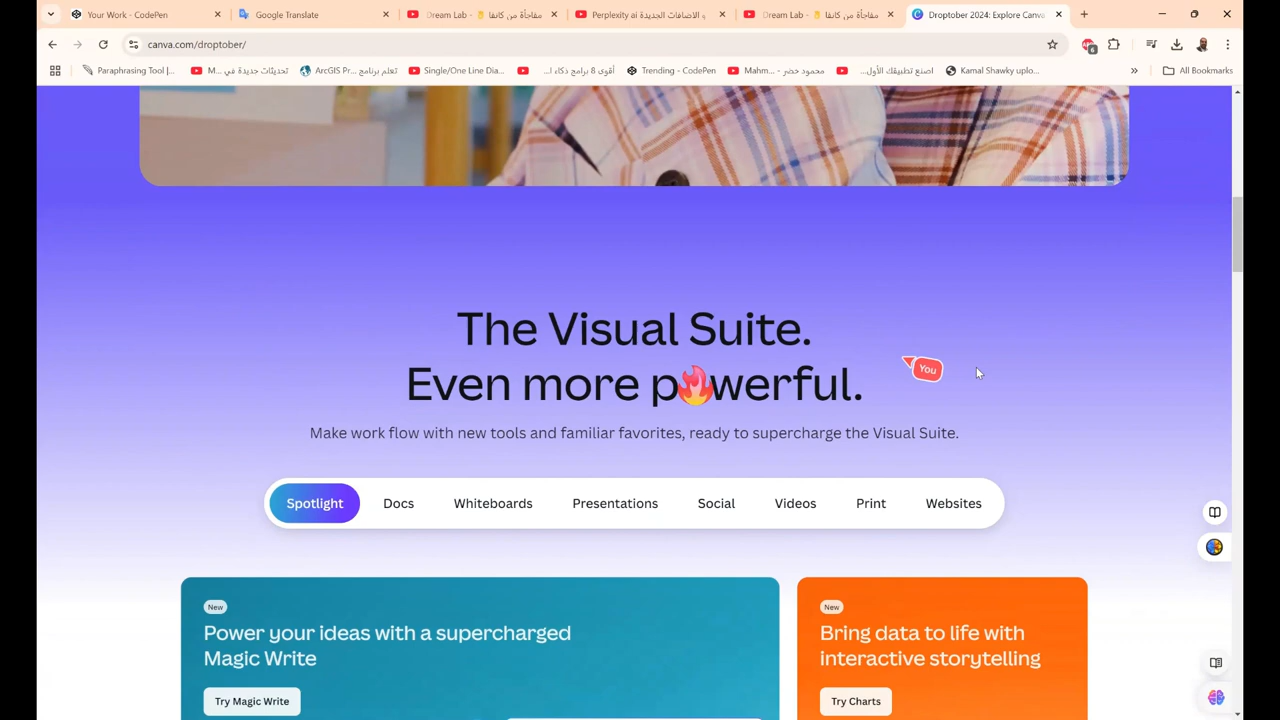 Your Work - CodePen
Google Translate
Dream Lab - مفاجأة من كانفا
Perplexity ai و الاضافات الجديدة
Dream Lab - مفاجأة من كانفا
Droptober 2024: Explore Canva
canva.com/droptober/
6
Paraphrasing Tool |...
تحديثات جديدة في M...
تعلم برنامج ArcGIS Pr...
Single/One Line Dia...
أقوى 8 برامج ذكاء ا...
Trending - CodePen
محمود خضر - Mahm...
اصنع تطبيقك الأول...
Kamal Shawky uplo...
All Bookmarks
The Visual Suite.
Even more p🔥werful.
You
Make work flow with new tools and familiar favorites, ready to supercharge the Visual Suite.
Spotlight Docs Whiteboards Presentations Social Videos Print Websites
New
Power your ideas with a supercharged
Magic Write
Try Magic Write
New
Bring data to life with
interactive storytelling
Try Charts